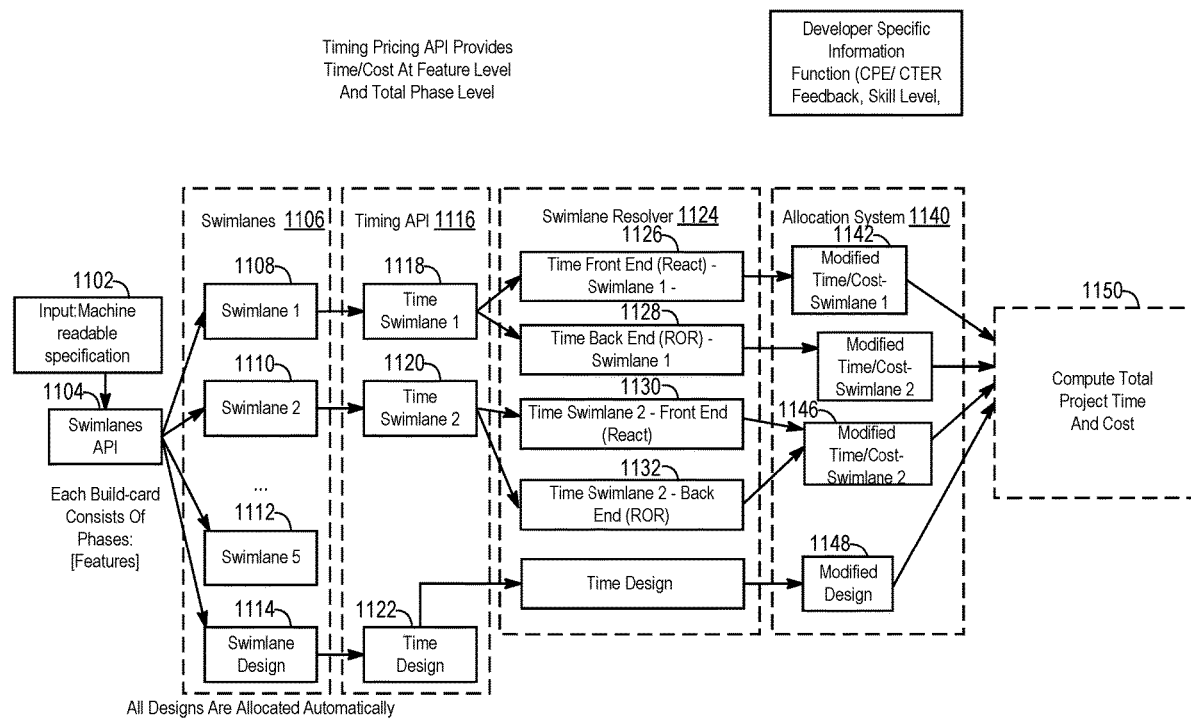 Timing Pricing API Provides
Time/Cost At Feature Level
And Total Phase Level
Developer Specific
Information
Function (CPE/ CTER
Feedback, Skill Level,
Swimlanes 1106
Timing API 1116
Swimlane Resolver 1124
Allocation System 1140
1102
Input:Machine
readable
specification
1104
Swimlanes
API
Each Build-card
Consists Of
Phases:
[Features]
1108
Swimlane 1
1110
Swimlane 2
...
1112
Swimlane 5
1114
Swimlane
Design
All Designs Are Allocated Automatically
1118
Time
Swimlane 1
1120
Time
Swimlane 2
1122
Time
Design
1126
Time Front End (React) -
Swimlane 1 -
1128
Time Back End (ROR) -
Swimlane 1
1130
Time Swimlane 2 - Front End
(React)
1132
Time Swimlane 2 - Back
End (ROR)
Time Design
1142
Modified
Time/Cost-
Swimlane 1
Modified
Time/Cost-
Swimlane 2
1146
Modified
Time/Cost-
Swimlane 2
1148
Modified
Design
1150
Compute Total
Project Time
And Cost